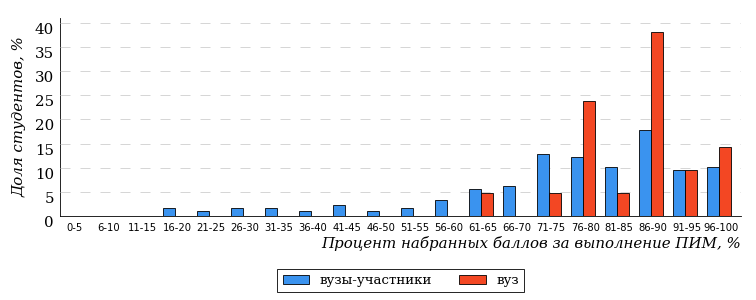 Доля студентов, %
40
35
30
25
20
15
10
5
0
0-5 6-10 11-15 16-20 21-25 26-30 31-35 36-40 41-45 46-50 51-55 56-60 61-65 66-70 71-75 76-80 81-85 86-90 91-95 96-100
Процент набранных баллов за выполнение ПИМ, %
вузы-участники вуз